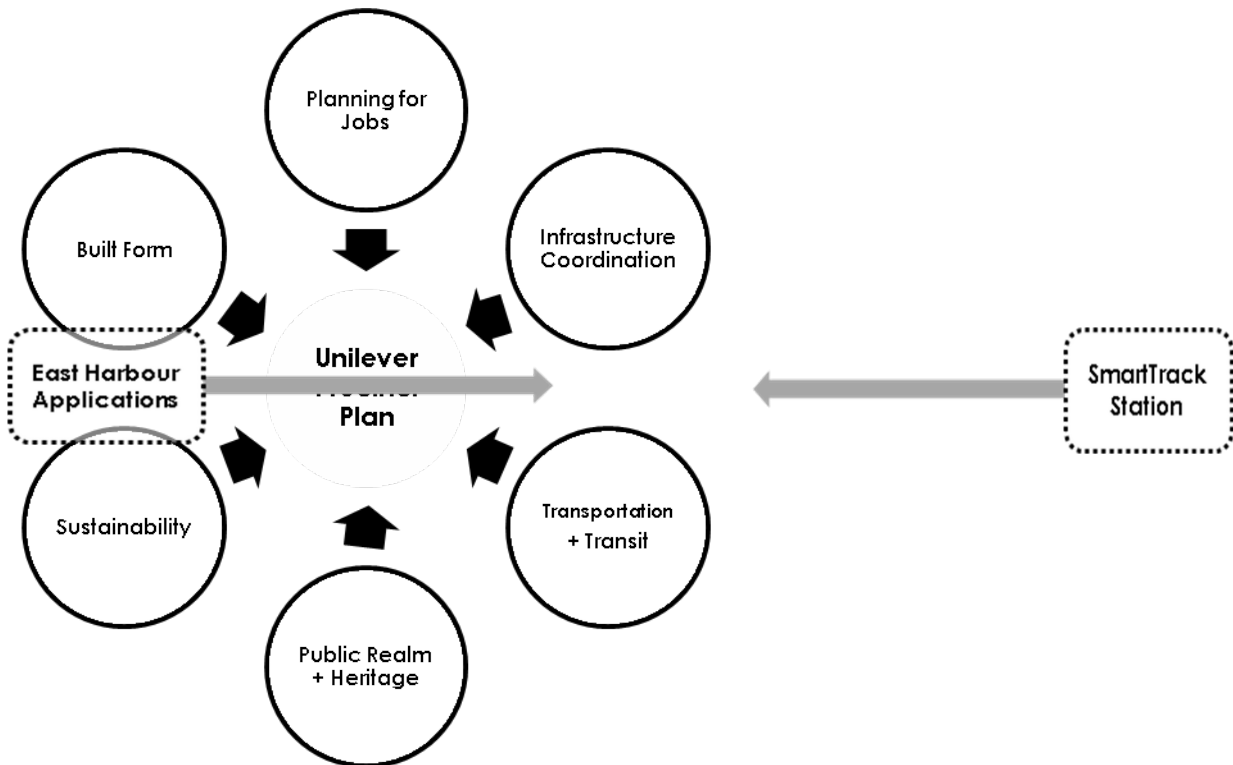 Planning for
Jobs
Built Form
Infrastructure
Coordination
East Harbour
Applications
Unilever
Plan
SmartTrack
Station
Sustainability
Transportation
+ Transit
Public Realm
+ Heritage